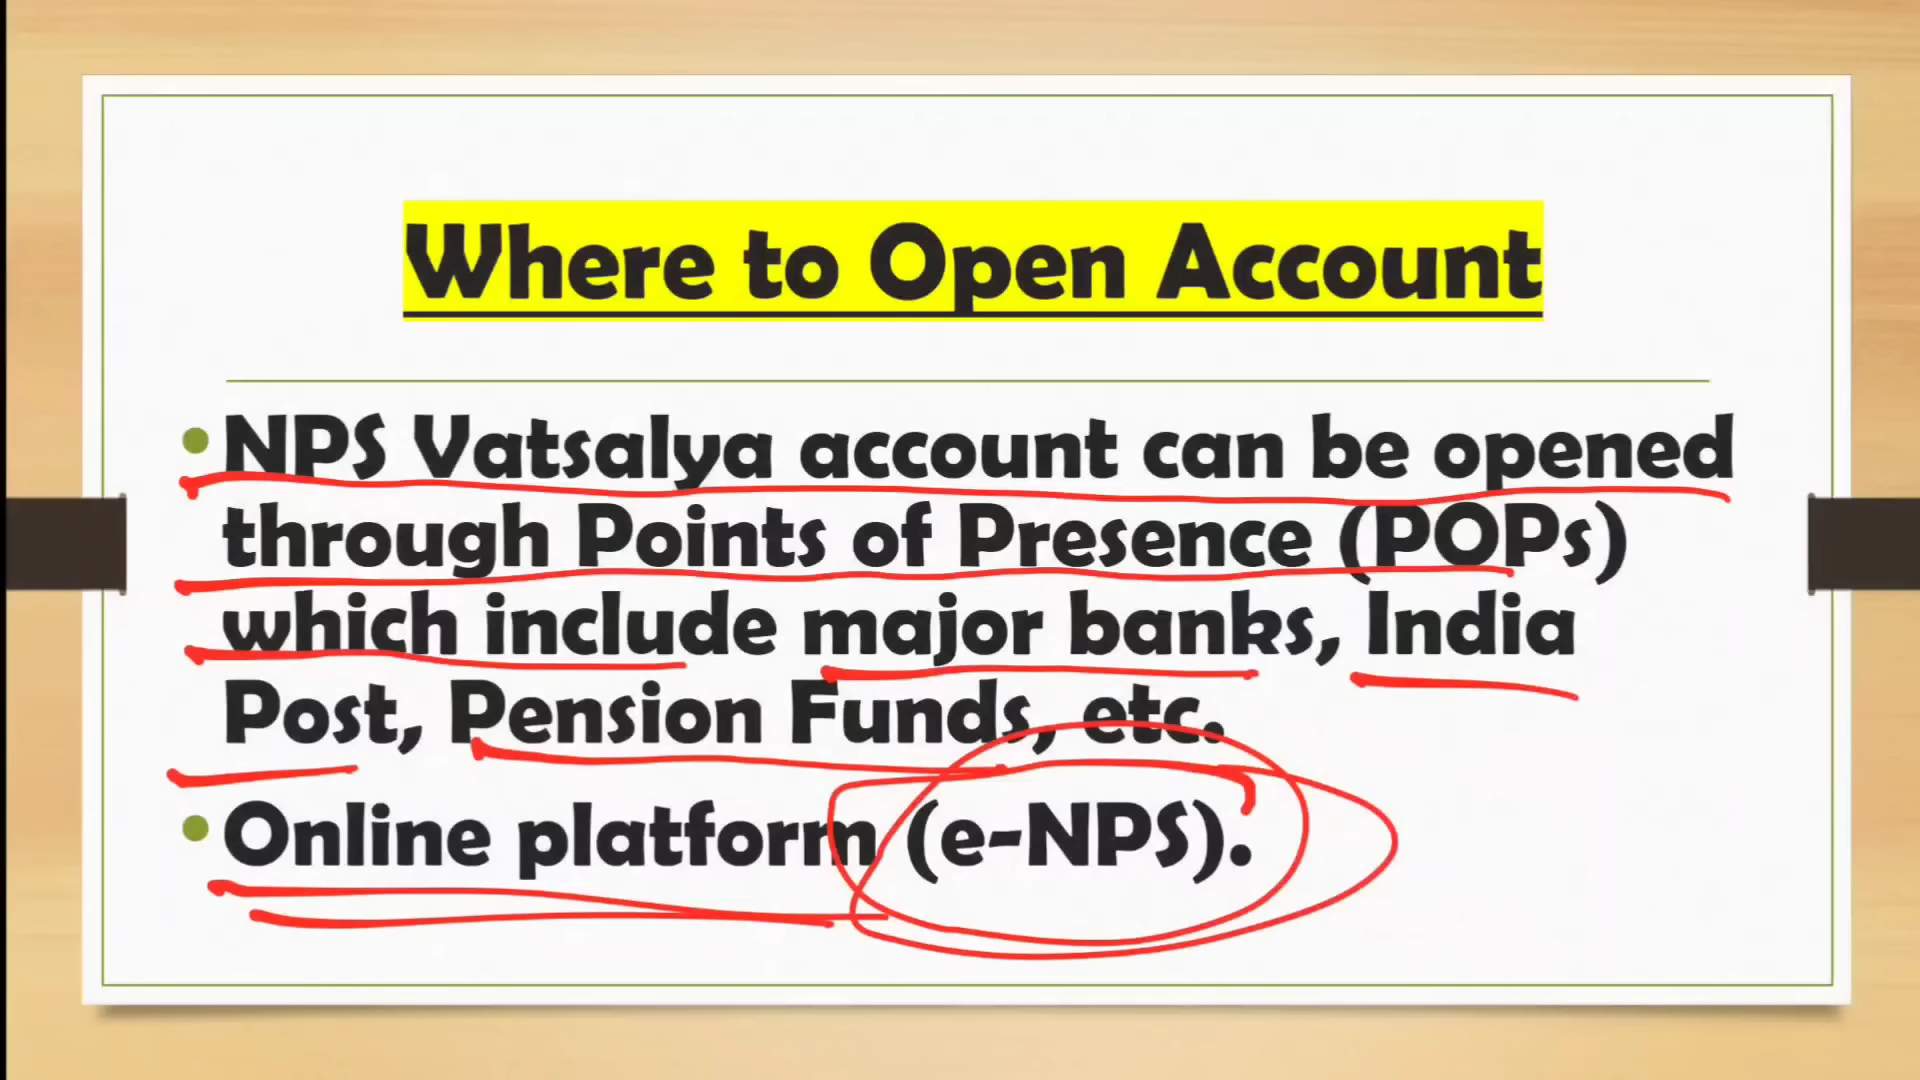 Where to Open Account
NPS Vatsalya account can be opened
through Points of Presence (POPs)
which include major banks, India
Post, Pension Funds, etc.
Online platform (e-NPS).